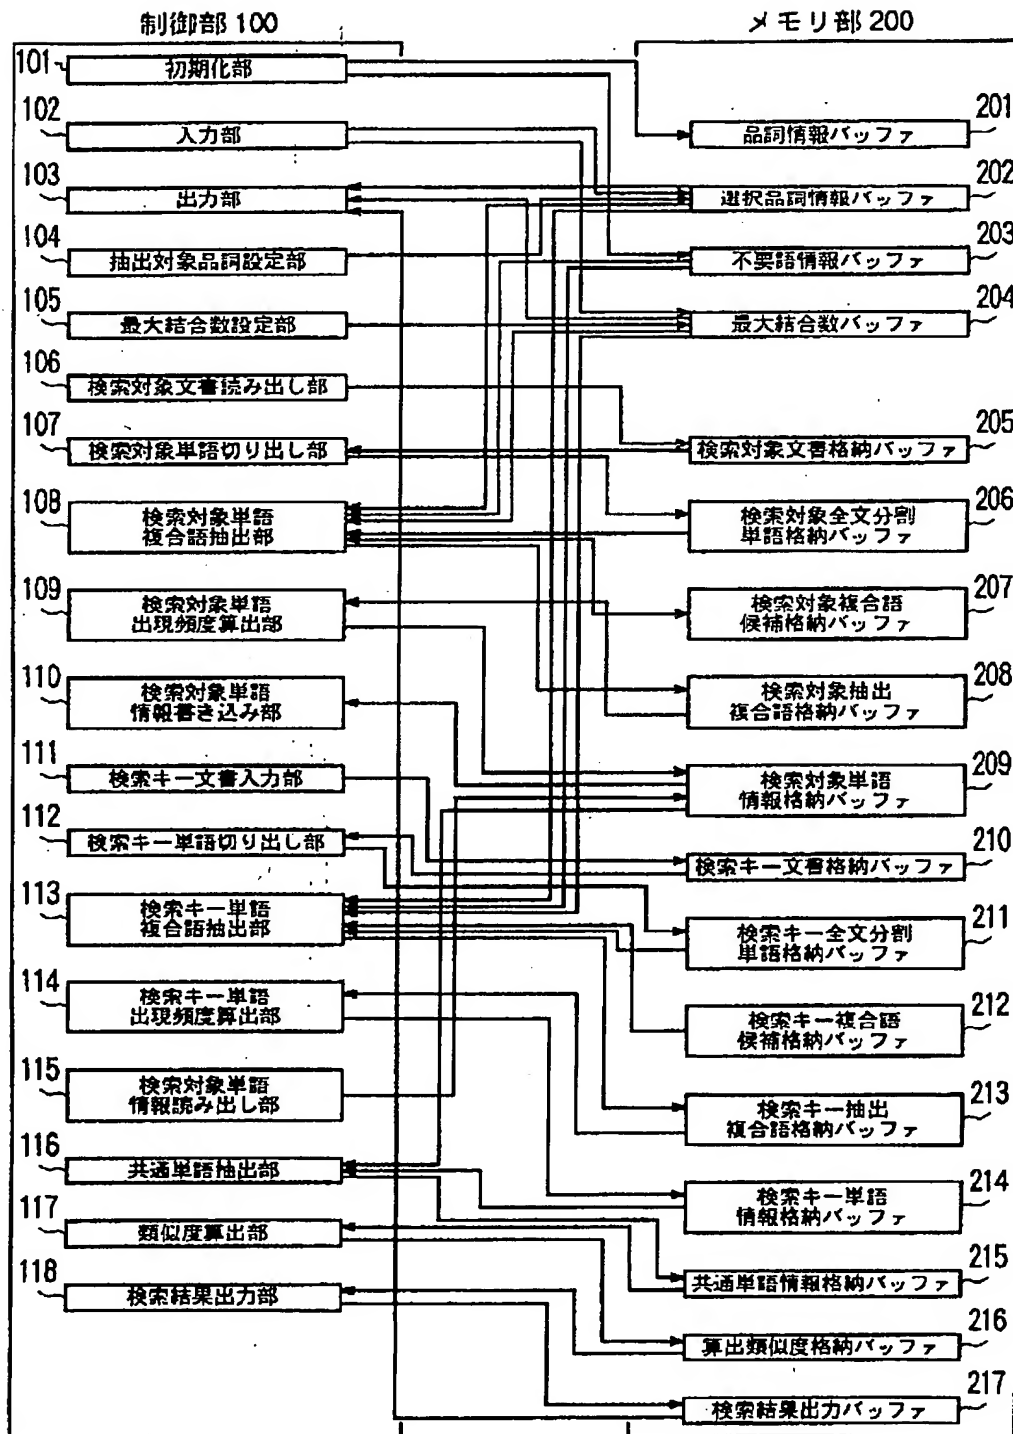 制御部 100
メモリ部 200
101
初期化部
102
入力部
103
出力部
104
抽出対象品詞設定部
105
最大結合数設定部
106
検索対象文書読み出し部
107
検索対象単語切り出し部
108
検索対象単語
複合語抽出部
109
検索対象単語
出現頻度算出部
110
検索対象単語
情報書き込み部
111
検索キー文書入力部
112
検索キー単語切り出し部
113
検索キー単語
複合語抽出部
114
検索キー単語
出現頻度算出部
115
検索対象単語
情報読み出し部
116
共通単語抽出部
117
類似度算出部
118
検索結果出力部
201
品詞情報バッファ
202
選択品詞情報バッファ
203
不要語情報バッファ
204
最大結合数バッファ
205
検索対象文書格納バッファ
206
検索対象全文分割
単語格納バッファ
207
検索対象複合語
候補格納バッファ
208
検索対象抽出
複合語格納バッファ
209
検索対象単語
情報格納バッファ
210
検索キー文書格納バッファ
211
検索キー全文分割
単語格納バッファ
212
検索キー複合語
候補格納バッファ
213
検索キー抽出
複合語格納バッファ
214
検索キー単語
情報格納バッファ
215
共通単語情報格納バッファ
216
算出類似度格納バッファ
217
検索結果出力バッファ